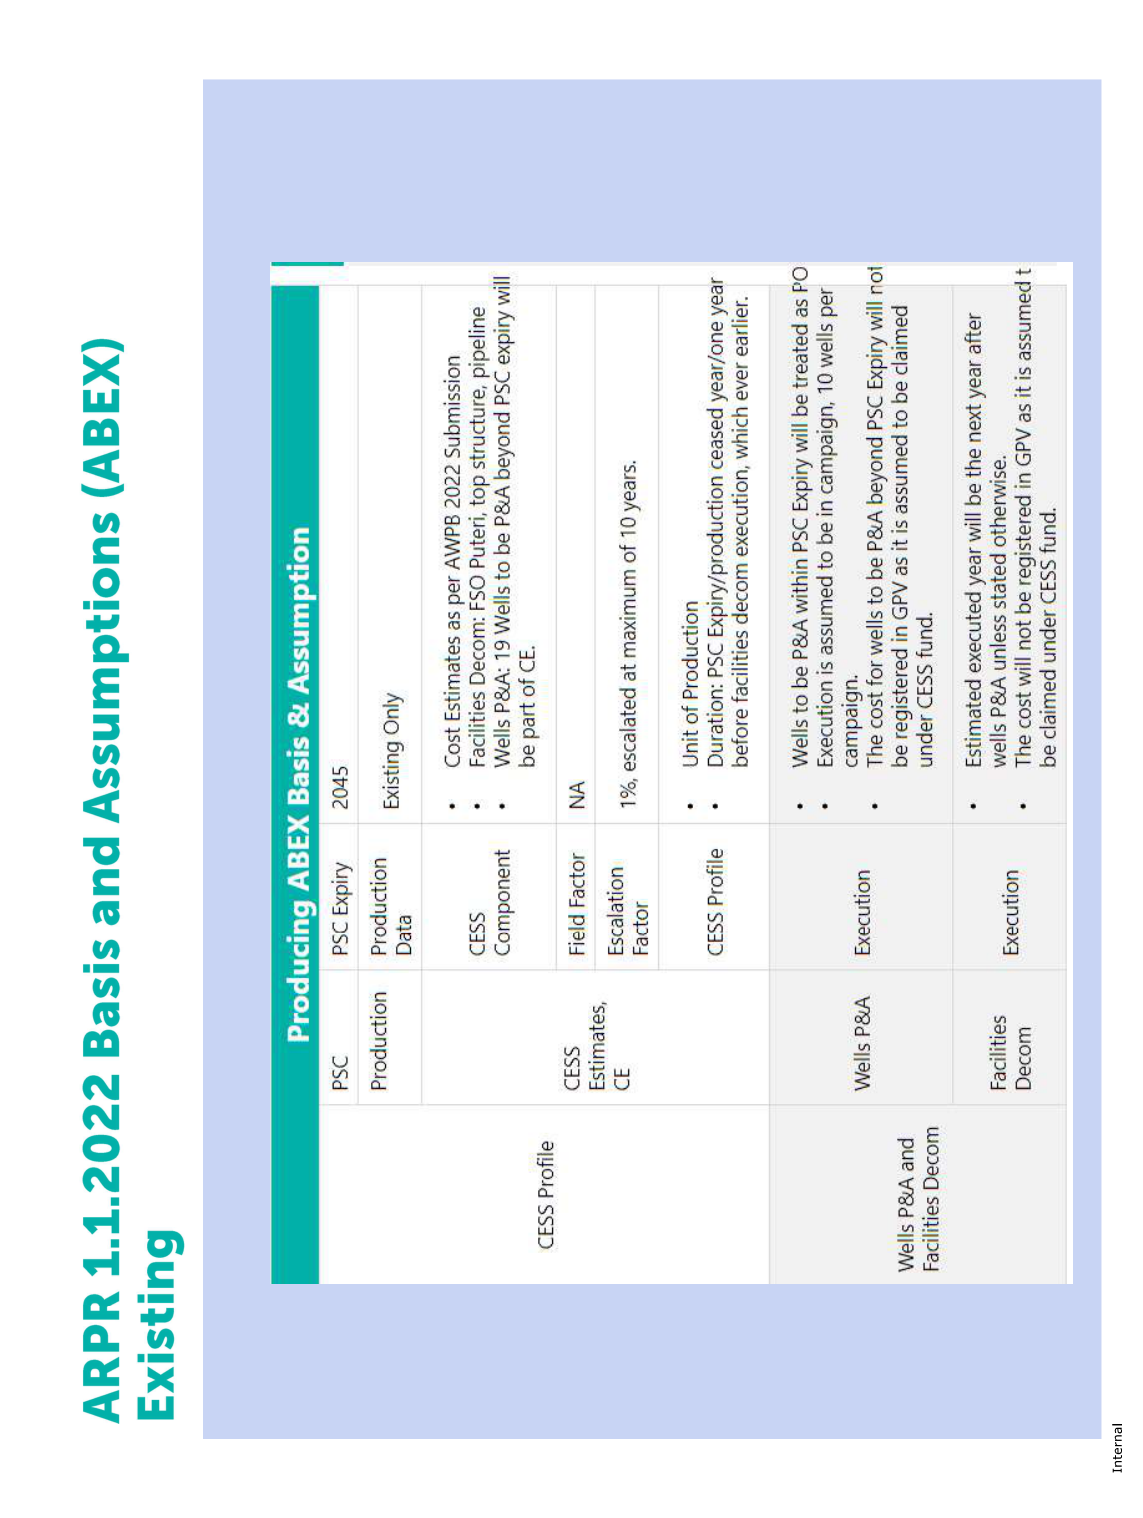 ARPR 1.1.2022 Basis and Assumptions (ABEX)
Existing
Producing ABEX Basis & Assumption
CESS Profile
PSC
PSC Expiry
2045
Production
Production
Data
Existing Only
CESS
Estimates,
CE
CESS
Component
• Cost Estimates as per AWPB 2022 Submission
• Facilities Decom: FSO Puteri, top structure, pipeline
• Wells P&A: 19 Wells to be P&A beyond PSC expiry will
be part of CE.
Field Factor
NA
Escalation
Factor
1%, escalated at maximum of 10 years.
CESS Profile
• Unit of Production
• Duration: PSC Expiry/production ceased year/one year
before facilities decom execution, which ever earlier.
Wells P&A and
Facilities Decom
Wells P&A
Execution
• Wells to be P&A within PSC Expiry will be treated as PO
• Execution is assumed to be in campaign, 10 wells per
campaign.
• The cost for wells to be P&A beyond PSC Expiry will not
be registered in GPV as it is assumed to be claimed
under CESS fund.
Facilities
Decom
Execution
• Estimated executed year will be the next year after
wells P&A unless stated otherwise.
• The cost will not be registered in GPV as it is assumed t
be claimed under CESS fund.
Internal